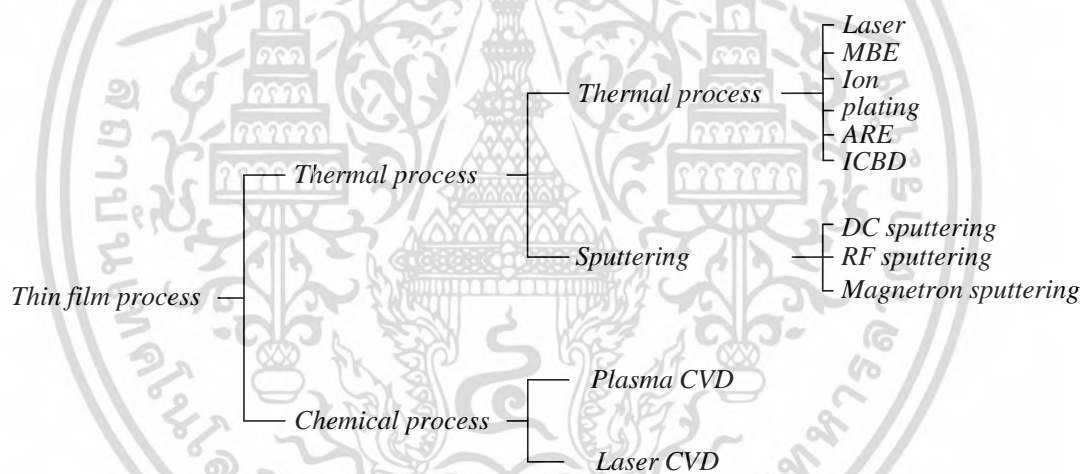 Laser
MBE
Ion
Thermal process
plating
ARE
ICBD
Thermal process
DC sputtering
Sputtering
RF sputtering
Thin film process
Magnetron sputtering
Plasma CVD
Chemical process
Laser CVD